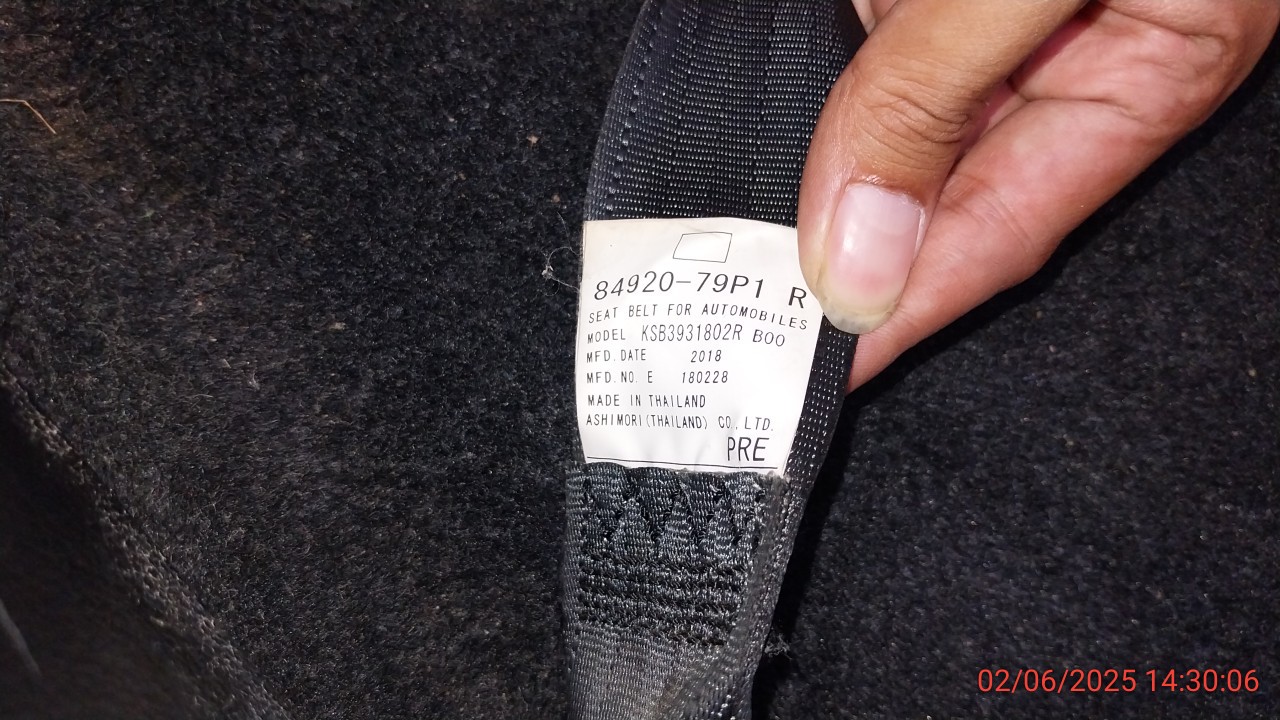 84920-79P1 R
SEAT BELT FOR AUTOMOBILES
MODEL KSB3931802R B00
MFD. DATE 2018
MFD. NO. E 180228
MADE IN THAILAND
ASHIMORI (THAILAND) CO., LTD.
PRE
02/06/2025 14:30:06